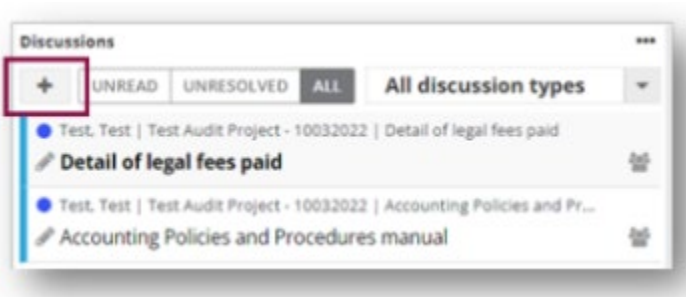 Discussions
+ UNREAD UNRESOLVED ALL All discussion types
Test, Test | Test Audit Project - 10032022 | Detail of legal fees paid
Detail of legal fees paid
Test, Test | Test Audit Project - 10032022 | Accounting Policies and Pr...
Accounting Policies and Procedures manual